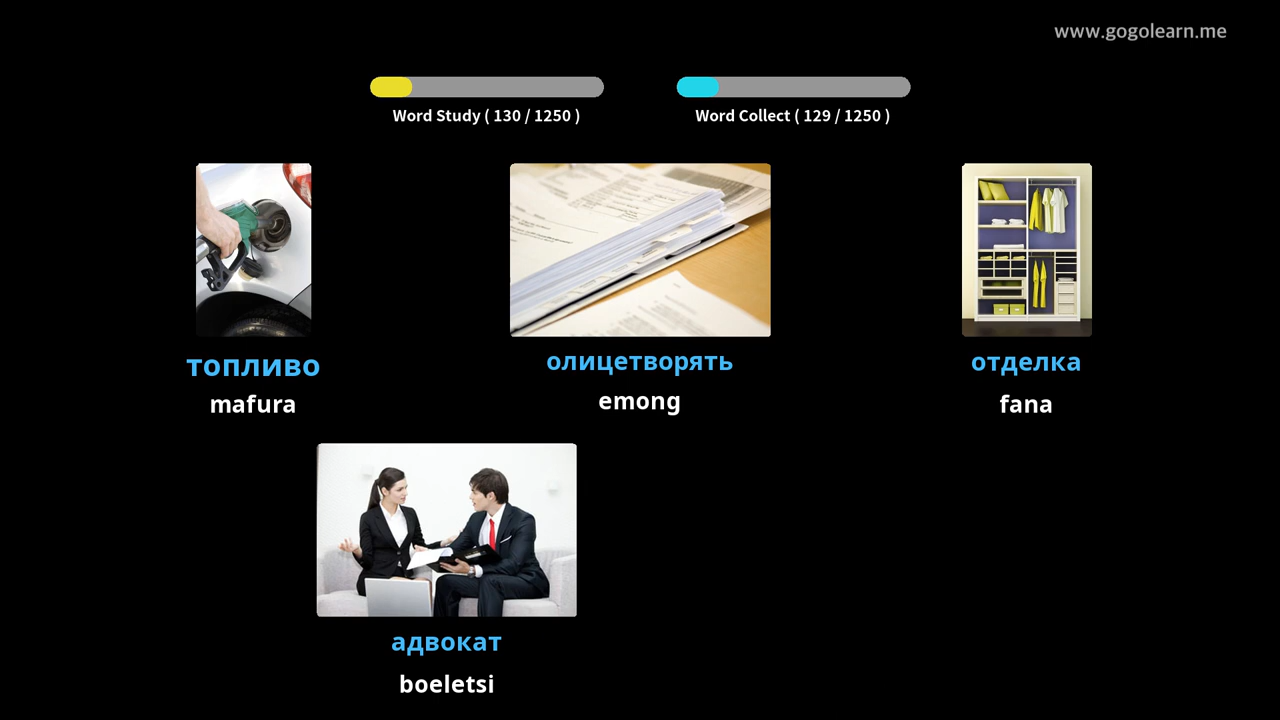 www.gogolearn.me
Word Study ( 130 / 1250 )
Word Collect ( 129 / 1250 )
топливо
mafura
олицетворять
emong
отделка
fana
адвокат
boeletsi